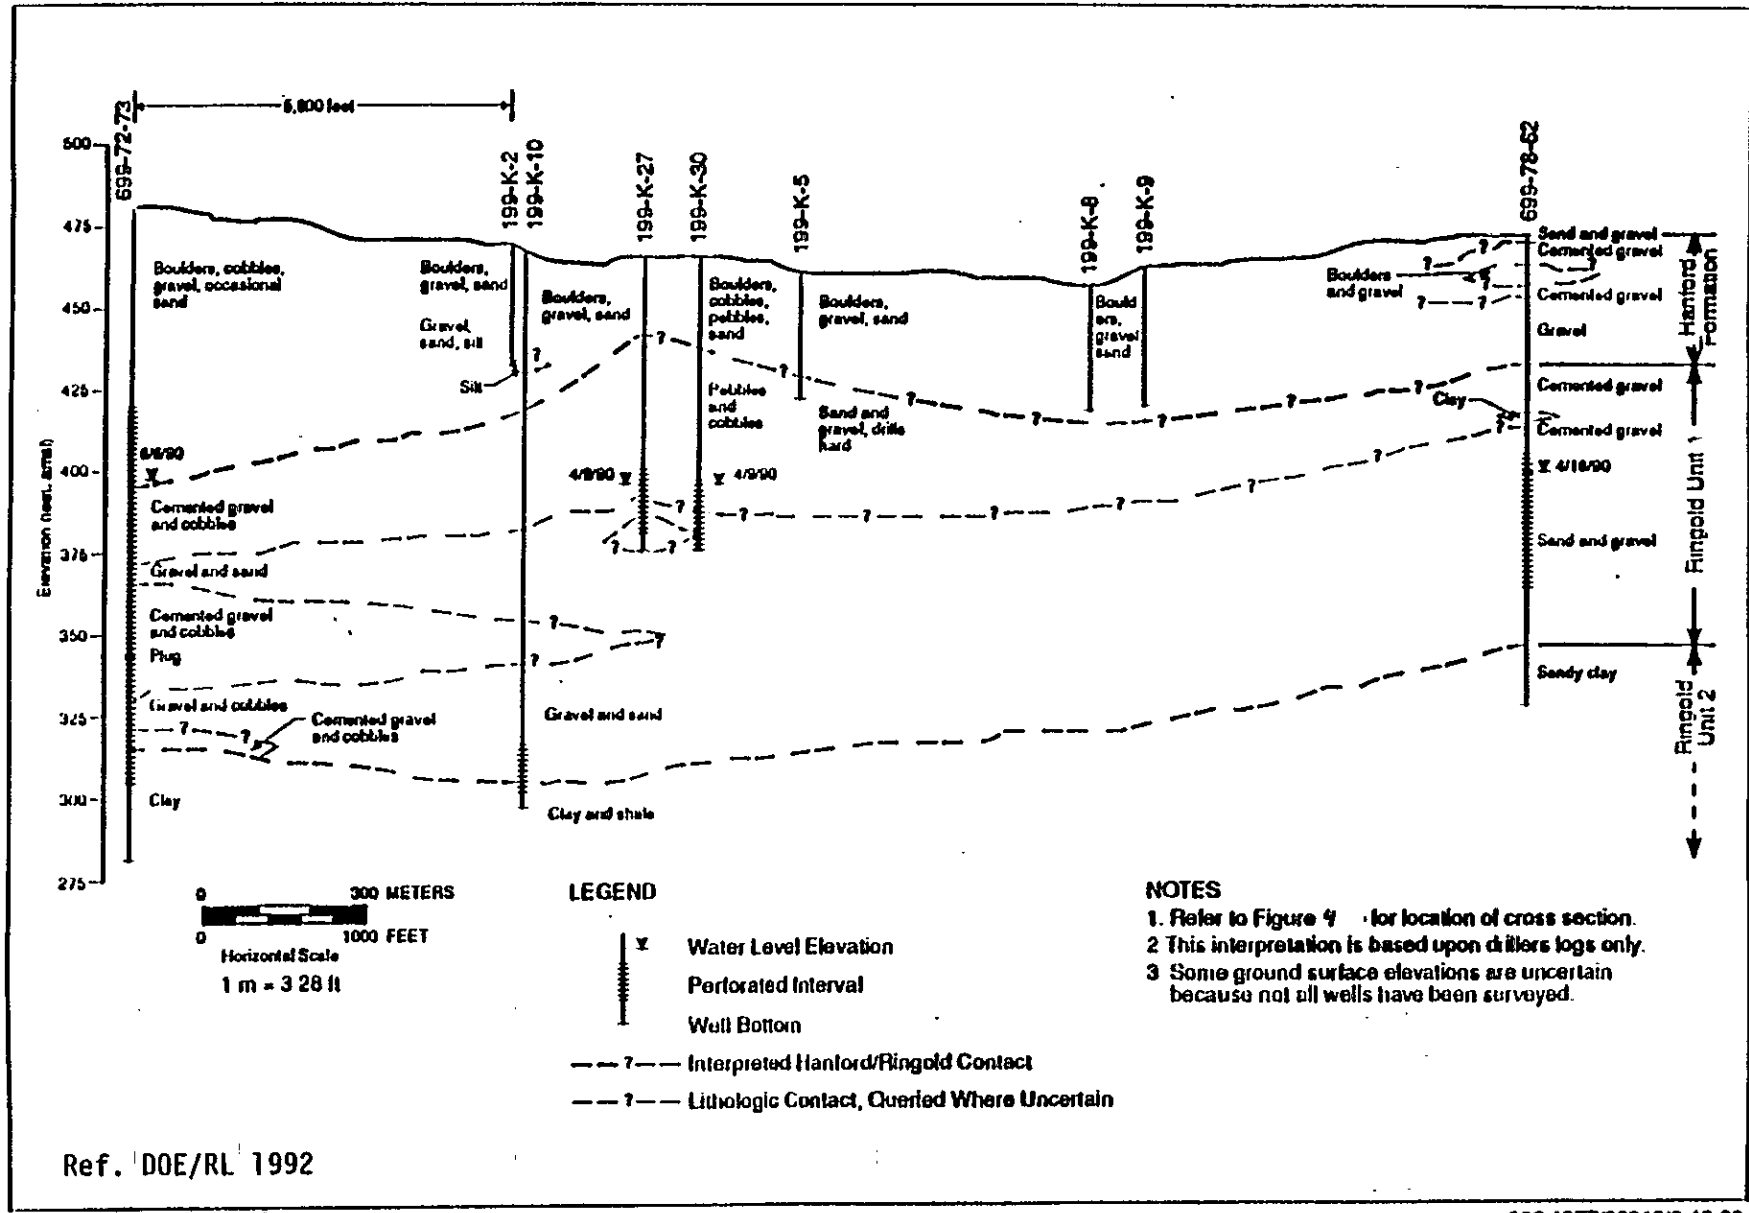 5,800 feet
699-72-73
199-K-2
199-K-10
199-K-27
199-K-30
199-K-5
199-K-8
199-K-9
699-78-62
Elevation (feet, amsl)
500
475
450
425
400
375
350
325
300
275
Boulders, cobbles,
gravel, occasional
sand
Boulders,
gravel, sand
Gravel,
sand, silt
Silt
?
Boulders,
gravel, sand
Boulders,
cobbles,
pebbles,
sand
Pebbles
and
cobbles
Boulders,
gravel, sand
Sand and
gravel, drills
hard
Bould
ers,
gravel
sand
Boulders
and gravel
Sand and gravel
Cemented gravel
Cemented gravel
Gravel
Cemented gravel
Clay
Cemented gravel
4/18/90
Sand and gravel
Sandy clay
Hanford
Formation
Ringold Unit 1
Ringold
Unit 2
6/6/90
4/9/90
4/9/90
Cemented gravel
and cobbles
Gravel and sand
Cemented gravel
and cobbles
Plug
Gravel and cobbles
Cemented gravel
and cobbles
Clay
Gravel and sand
Clay and shale
0 300 METERS
0 1000 FEET
Horizontal Scale
1 m = 3 28 ft
LEGEND
Water Level Elevation
Perforated Interval
Well Bottom
? Interpreted Hanford/Ringold Contact
? Lithologic Contact, Queried Where Uncertain
NOTES
1. Refer to Figure 4 for location of cross section.
2 This interpretation is based upon drillers logs only.
3 Some ground surface elevations are uncertain
because not all wells have been surveyed.
Ref. DOE/RL 1992